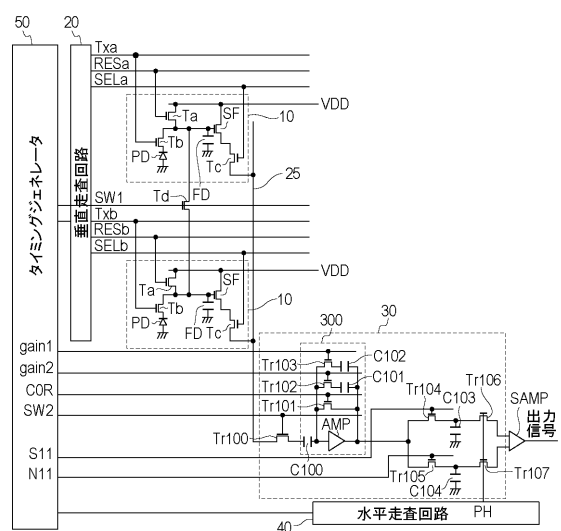 50
20
Txa
RESa
SELa
VDD
Ta
SF
10
Tb
PD
Tc
FD
25
Td
SW1
Txb
RESb
SELb
VDD
Ta
SF
10
Tb
PD
Tc
FD
タイミングジェネレータ
垂直走査回路
30
300
gain1
gain2
C0R
SW2
S11
N11
Tr103
C102
Tr102
C101
Tr101
AMP
Tr100
C100
Tr104
C103
Tr106
SAMP
出力
信号
Tr105
C104
Tr107
PH
水平走査回路
40